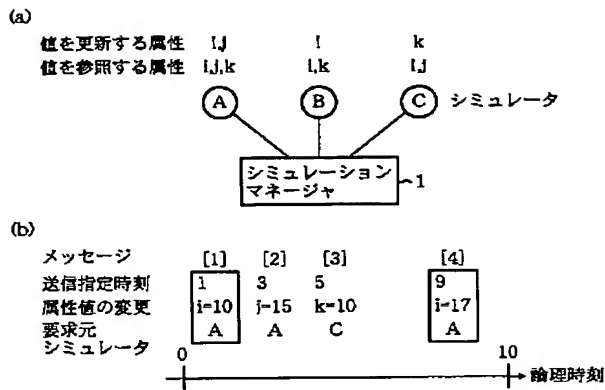 (a)
値を更新する属性 i,j i k
値を参照する属性 i,j,k i,k i,j
A B C シミュレータ
シミュレーション
マネージャ 1
(b)
メッセージ [1] [2] [3] [4]
送信指定時刻 1 3 5 9
属性値の変更 i=10 j=15 k=10 i=17
要求元 A A C A
シミュレータ
0 10
論理時刻